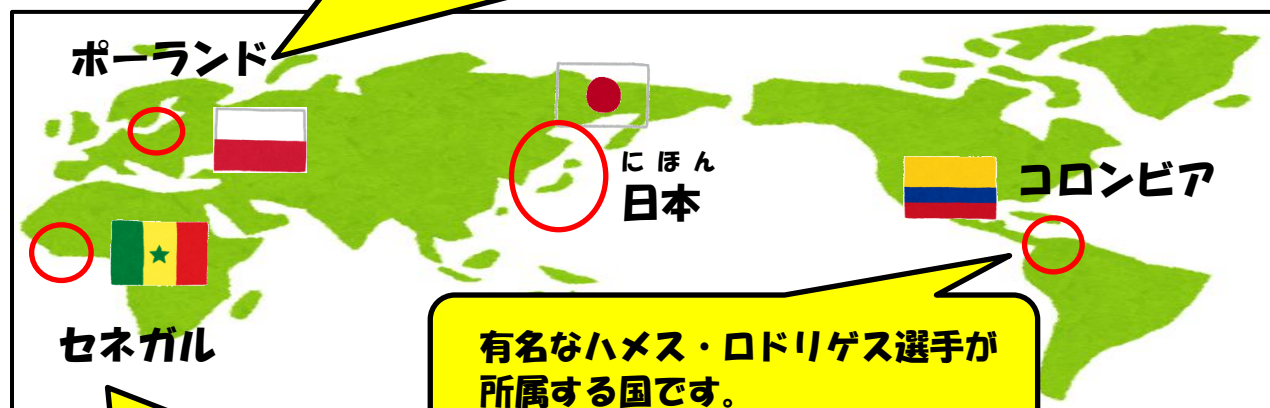 ポーランド
にほん
日本
コロンビア
セネガル
有名なハメス・ロドリゲス選手が
所属する国です。